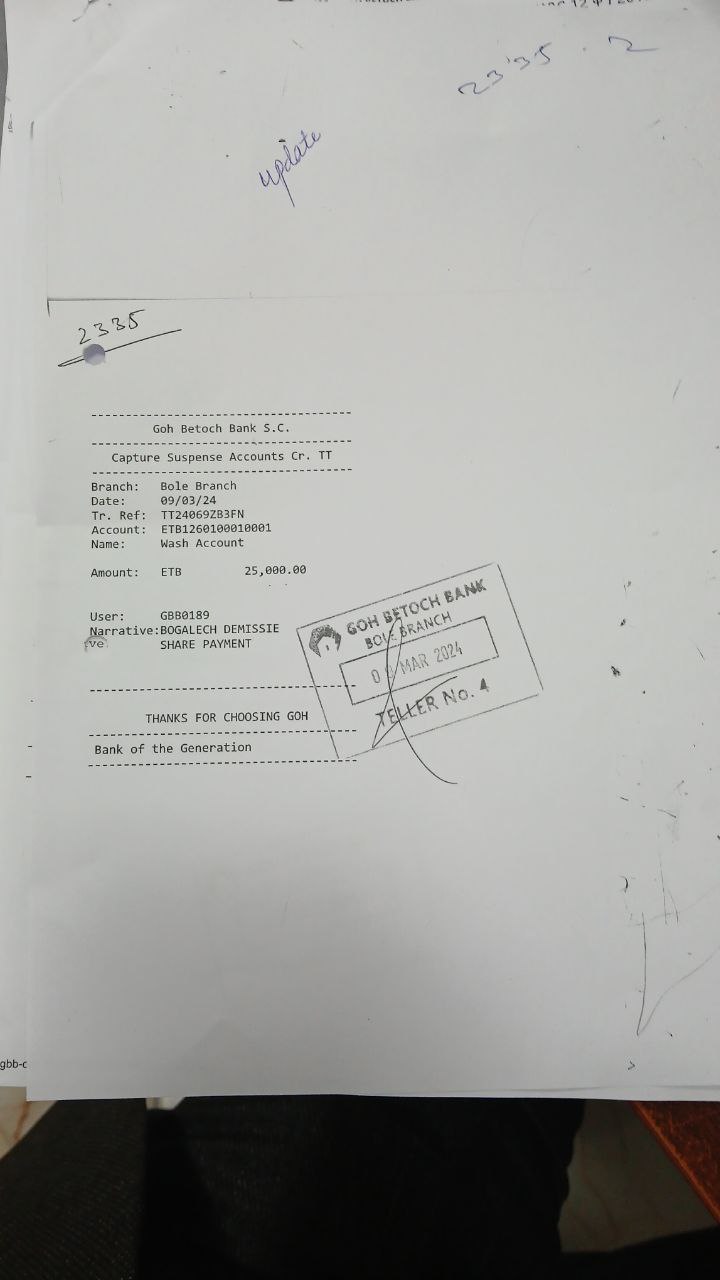 2335.2
update
2335
Goh Betoch Bank S.C.
Capture Suspense Accounts Cr. TT
Branch: Bole Branch
Date: 09/03/24
Tr. Ref: TT24069ZB3FN
Account: ETB1260100010001
Name: Wash Account
Amount: ETB 25,000.00
User: GBB0189
Narrative:BOGALECH DEMISSIE
ve SHARE PAYMENT
GOH BETOCH BANK
BOLE BRANCH
MAR 2024
TELLER No. 4
THANKS FOR CHOOSING GOH
Bank of the Generation
gbb-c